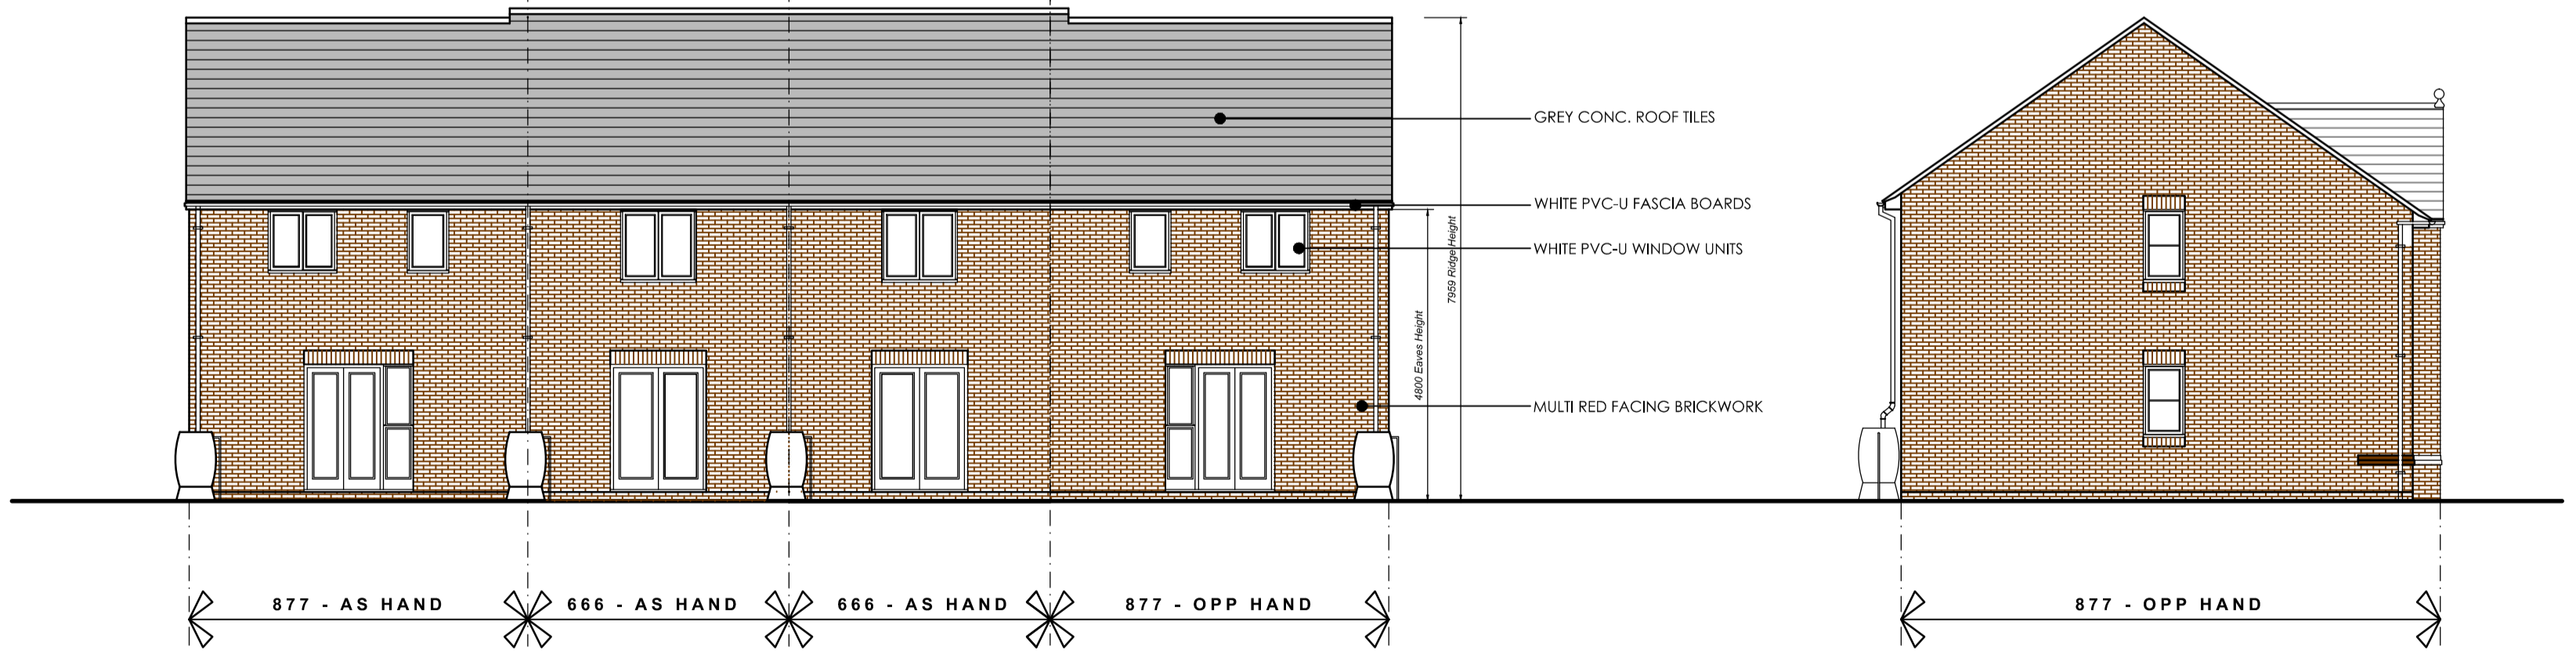 GREY CONC. ROOF TILES
WHITE PVC-U FASCIA BOARDS
WHITE PVC-U WINDOW UNITS
7959 Ridge Height
4800 Eaves Height
MULTI RED FACING BRICKWORK
877 - AS HAND
666 - AS HAND
666 - AS HAND
877 - OPP HAND
877 - OPP HAND